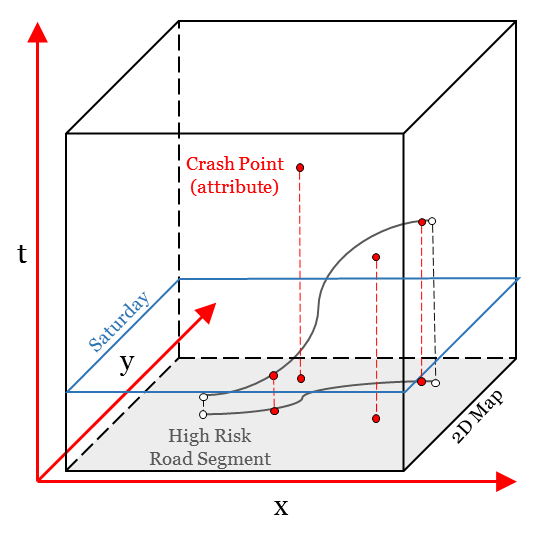 Crash Point
(attribute)
t
Saturday
y
2D Map
High Risk
Road Segment
x